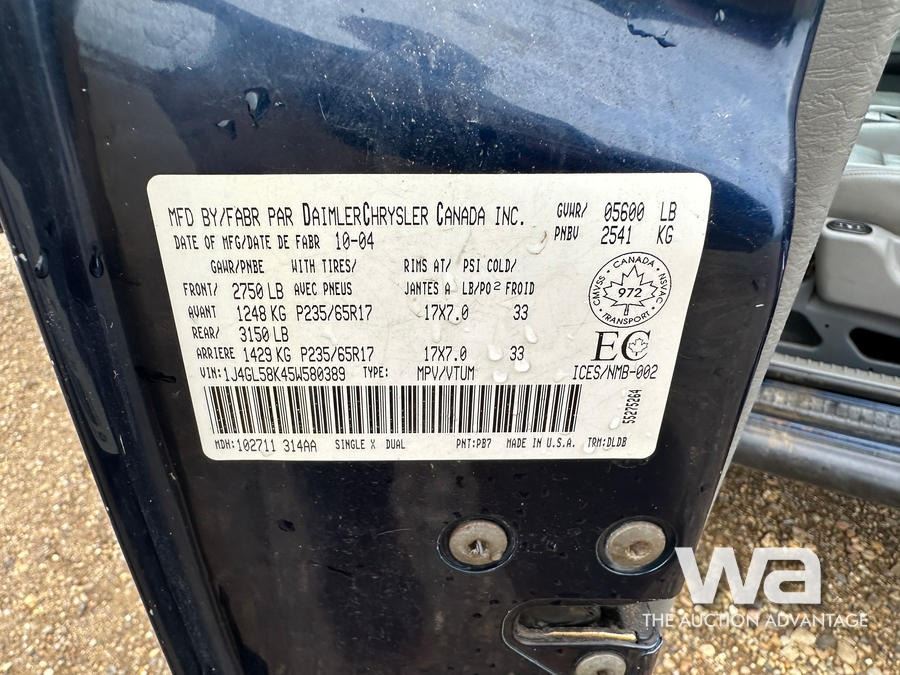 MFD BY/FABR PAR DAIMLERCHRYSLER CANADA INC. GVWR/ 05600 LB
DATE OF MFG/DATE DE FABR 10-04 PNBV 2541 KG
GAWR/PNBE WITH TIRES/ RIMS AT/ PSI COLD/
FRONT/ 2750 LB AVEC PNEUS JANTES A LB/PO2 FROID
AVANT 1248 KG P235/65R17 17X7.0 33
REAR/ 3150 LB
ARRIERE 1429 KG P235/65R17 17X7.0 33
CANADA
CMVSS NSVAC
972
TRANSPORT
EC
VIN: 1J4GL58K45W580389 TYPE: MPV/VTUM ICES/NMB-002
55275264
MDH: 102711 314AA SINGLE X DUAL PNT:PB7 MADE IN U.S.A. TRM:DLDB
wa
THE AUCTION ADVANTAGE